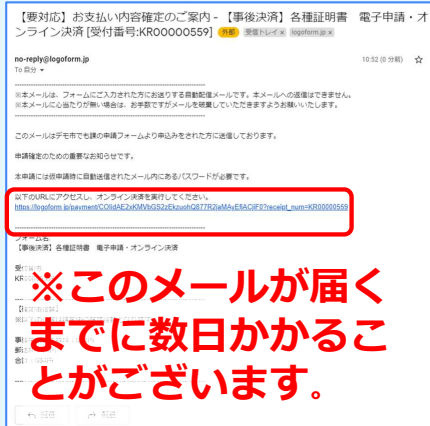 【要対応】お支払い内容確定のご案内 - 【事後決済】各種証明書 電子申請・オ
ンライン決済 [受付番号:KR00000559] 外部 受信トレイ x logoform.jp x
no-reply@logoform.jp 10:52 (0 分前) ☆
To 自分 ▼
※本メールは、フォームにご入力された方にお送りする自動配信メールです。本メールへの返信はできません。
※本メールに心当たりが無い場合は、お手数ですがメールを破棄していただきますようお願いいたします。
このメールはデモ市でも課の申請フォームより申込みをされた方に送信しております。
申請確定のための重要なお知らせです。
本申請には仮申請時に自動送信されたメール内にあるパスワードが必要です。
以下のURLにアクセスし、オンライン決済を実行してください。
フォーム名:
【事後決済】各種証明書 電子申請・オンライン決済
※このメールが届く
までに数日かかるこ
とがございます。